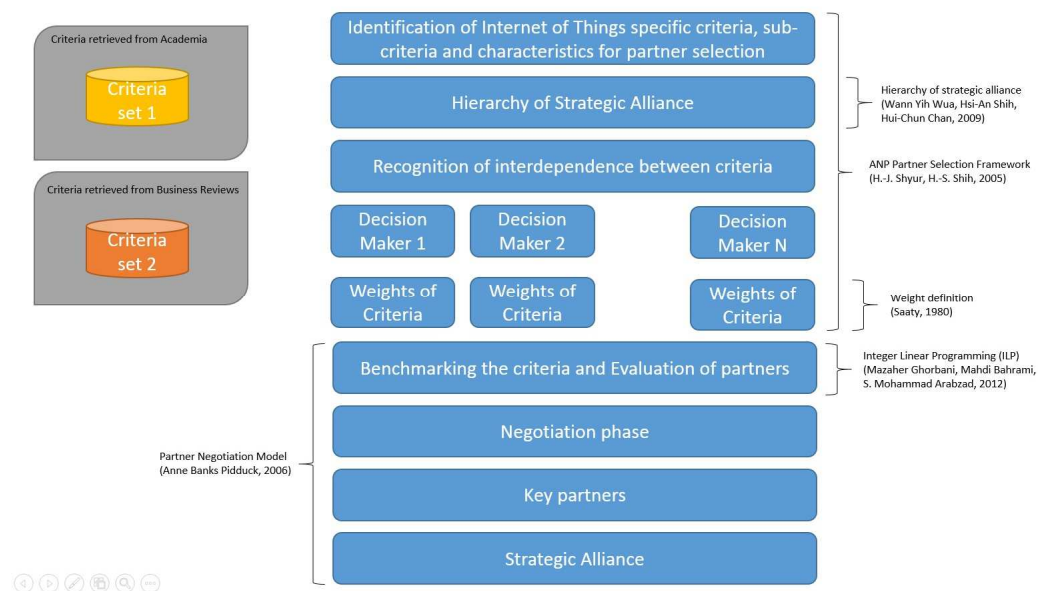 Criteria retrieved from Academia
Criteria
set 1
Criteria retrieved from Business Reviews
Criteria
set 2
Identification of Internet of Things specific criteria, sub-
criteria and characteristics for partner selection
Hierarchy of Strategic Alliance
Recognition of interdependence between criteria
Decision
Maker 1
Decision
Maker 2
Decision
Maker N
Weights of
Criteria
Weights of
Criteria
Weights of
Criteria
Benchmarking the criteria and Evaluation of partners
Negotiation phase
Key partners
Strategic Alliance
Hierarchy of strategic alliance
(Wann Yih Wua, Hsi-An Shih,
Hui-Chun Chan, 2009)
ANP Partner Selection Framework
(H.-J. Shyur, H.-S. Shih, 2005)
Weight definition
(Saaty, 1980)
Integer Linear Programming (ILP)
(Mazaher Ghorbani, Mahdi Bahrami,
S. Mohammad Arabzad, 2012)
Partner Negotiation Model
(Anne Banks Pidduck, 2006)